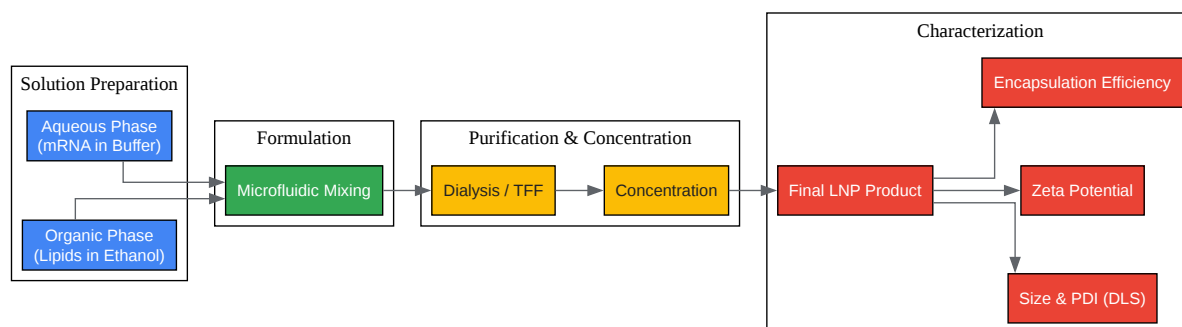 Solution Preparation
Aqueous Phase
(mRNA in Buffer)
Organic Phase
(Lipids in Ethanol)
Formulation
Microfluidic Mixing
Purification & Concentration
Dialysis / TFF
Concentration
Characterization
Final LNP Product
Encapsulation Efficiency
Zeta Potential
Size & PDI (DLS)